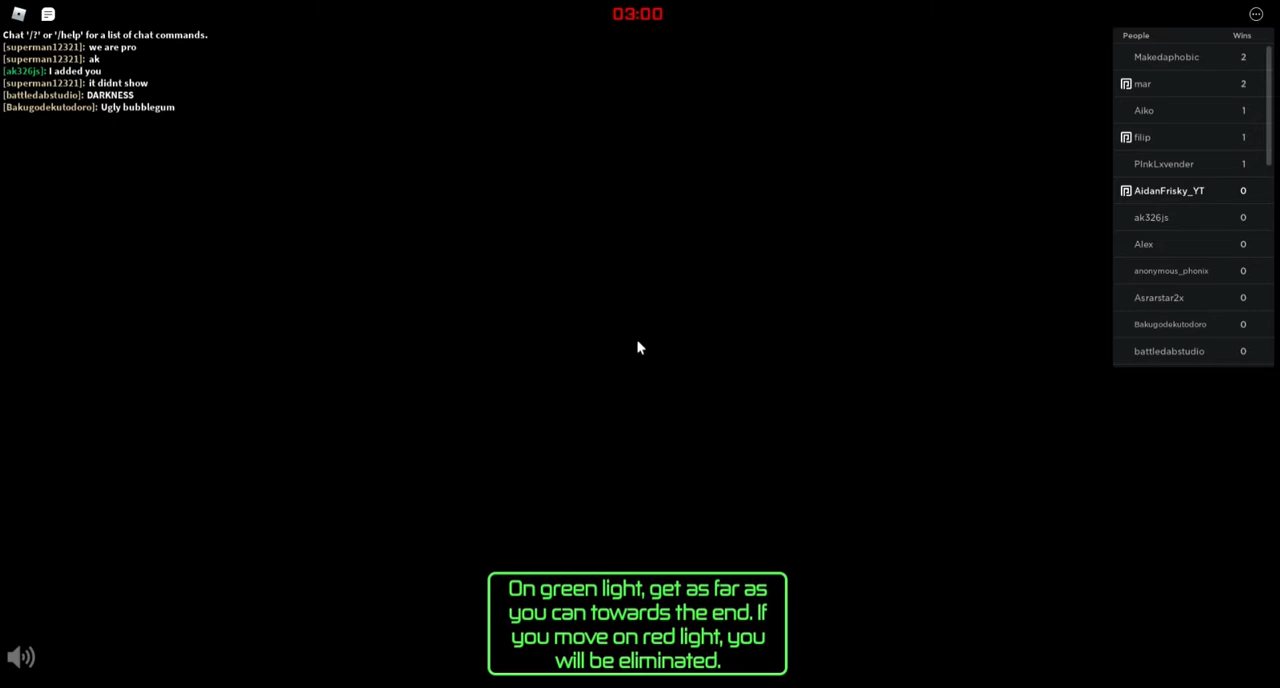 03:00
Chat '/?' or '/help' for a list of chat commands.
[superman12321]: we are pro
[superman12321]: ak
[ak326js]: I added you
[superman12321]: it didnt show
[battledabstudio]: DARKNESS
[Bakugodekutodoro]: Ugly bubblegum
People Wins
Makedaphobic 2
mar 2
Aiko 1
filip 1
PInkLxvender 1
AidanFrisky_YT 0
ak326js 0
Alex 0
anonymous_phonix 0
Asrarstar2x 0
Bakugodekutodoro 0
battledabstudio 0
On green light, get as far as
you can towards the end. If
you move on red light, you
will be eliminated.